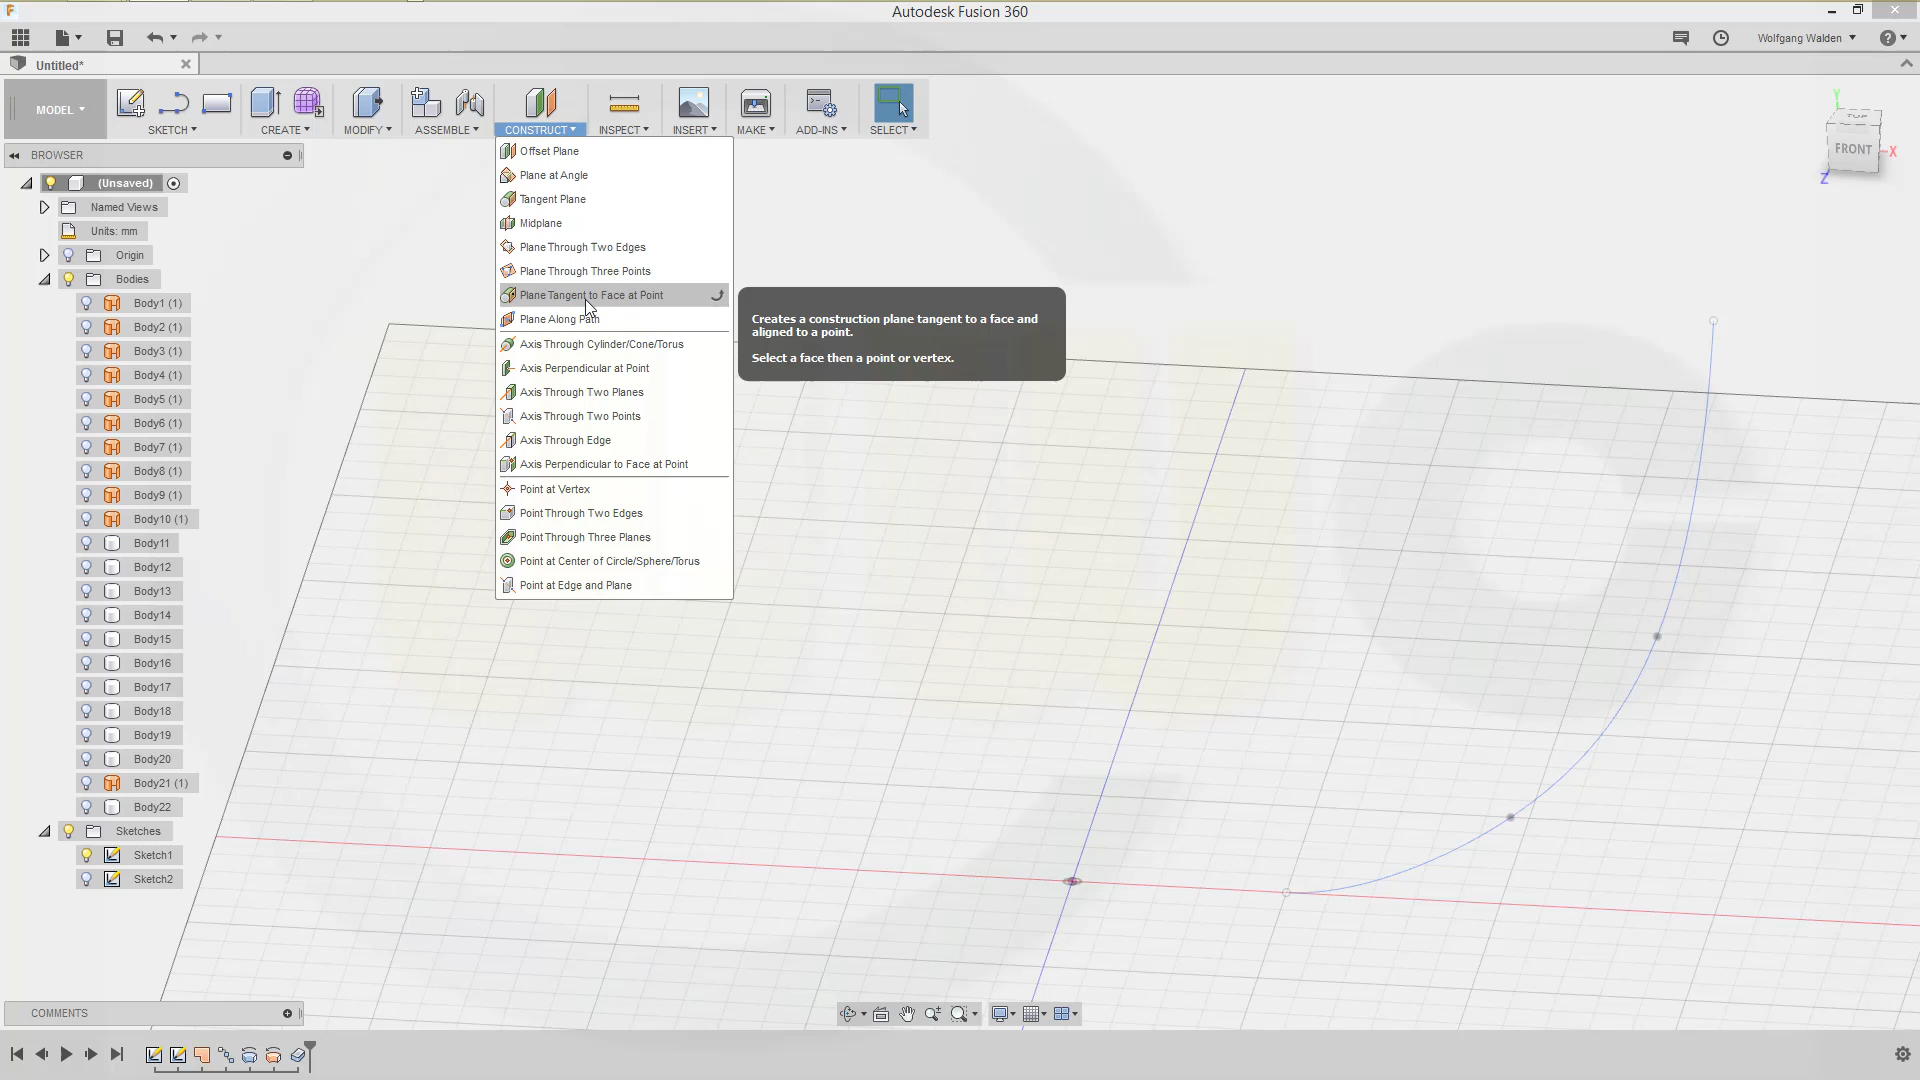 Autodesk Fusion 360
Wolfgang Walden
Untitled*
MODEL
SKETCH
CREATE
MODIFY
ASSEMBLE
CONSTRUCT
INSPECT
INSERT
MAKE
ADD-INS
SELECT
TOP
FRONT
Y
X
Z
BROWSER
(Unsaved)
Named Views
Units: mm
Origin
Bodies
Body1 (1)
Body2 (1)
Body3 (1)
Body4 (1)
Body5 (1)
Body6 (1)
Body7 (1)
Body8 (1)
Body9 (1)
Body10 (1)
Body11
Body12
Body13
Body14
Body15
Body16
Body17
Body18
Body19
Body20
Body21 (1)
Body22
Sketches
Sketch1
Sketch2
Offset Plane
Plane at Angle
Tangent Plane
Midplane
Plane Through Two Edges
Plane Through Three Points
Plane Tangent to Face at Point
Plane Along Path
Axis Through Cylinder/Cone/Torus
Axis Perpendicular at Point
Axis Through Two Planes
Axis Through Two Points
Axis Through Edge
Axis Perpendicular to Face at Point
Point at Vertex
Point Through Two Edges
Point Through Three Planes
Point at Center of Circle/Sphere/Torus
Point at Edge and Plane
Creates a construction plane tangent to a face and
aligned to a point.
Select a face then a point or vertex.
COMMENTS